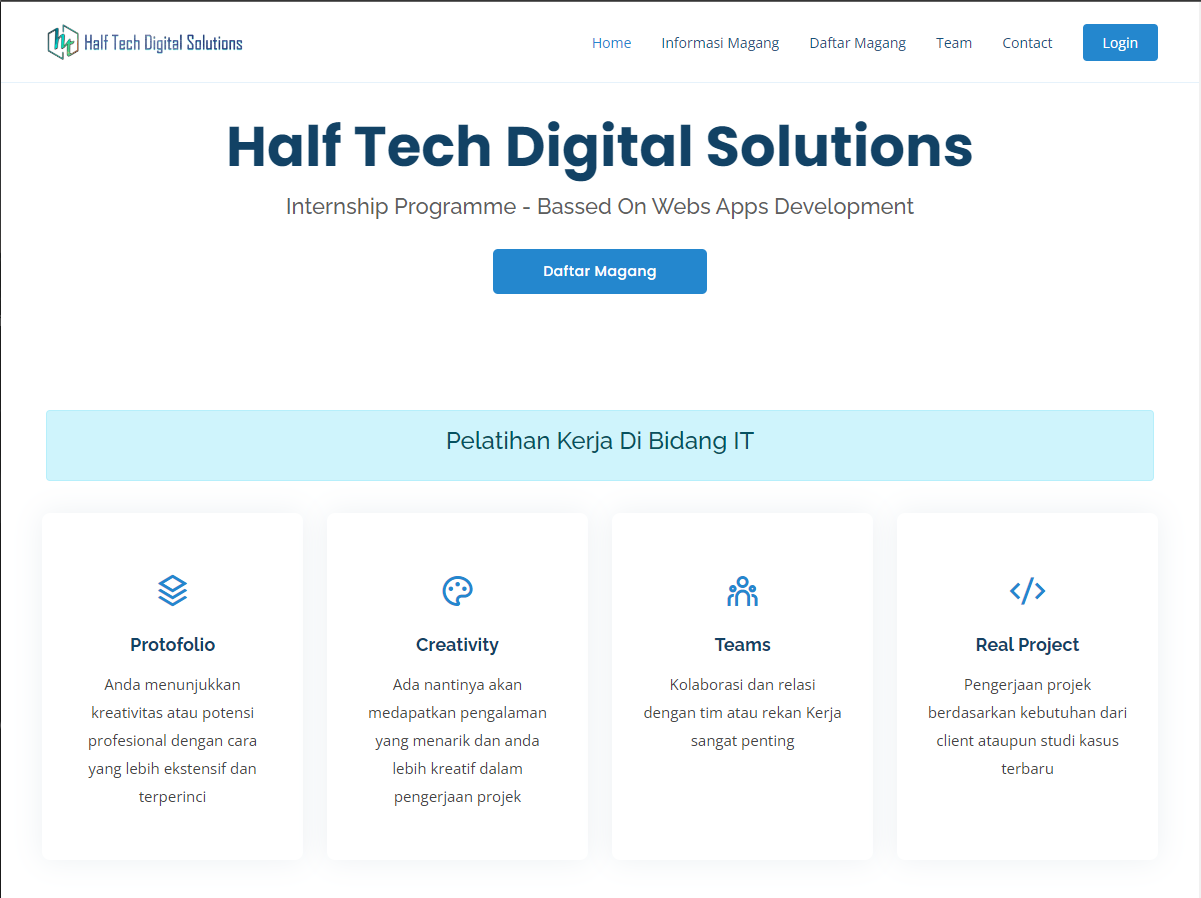 ht Half Tech Digital Solutions
Home Informasi Magang Daftar Magang Team Contact Login
Half Tech Digital Solutions
Internship Programme - Bassed On Webs Apps Development
Daftar Magang
Pelatihan Kerja Di Bidang IT
Protofolio
Anda menunjukkan
kreativitas atau potensi
profesional dengan cara
yang lebih ekstensif dan
terperinci
Creativity
Ada nantinya akan
medapatkan pengalaman
yang menarik dan anda
lebih kreatif dalam
pengerjaan projek
Teams
Kolaborasi dan relasi
dengan tim atau rekan Kerja
sangat penting
Real Project
Pengerjaan projek
berdasarkan kebutuhan dari
client ataupun studi kasus
terbaru